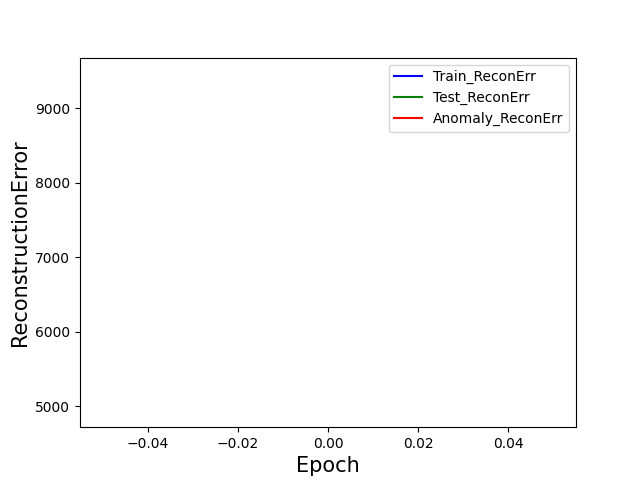 Train_ReconErr
Test_ReconErr
Anomaly_ReconErr
ReconstructionError
9000
8000
7000
6000
5000
−0.04 −0.02 0.00 0.02 0.04
Epoch